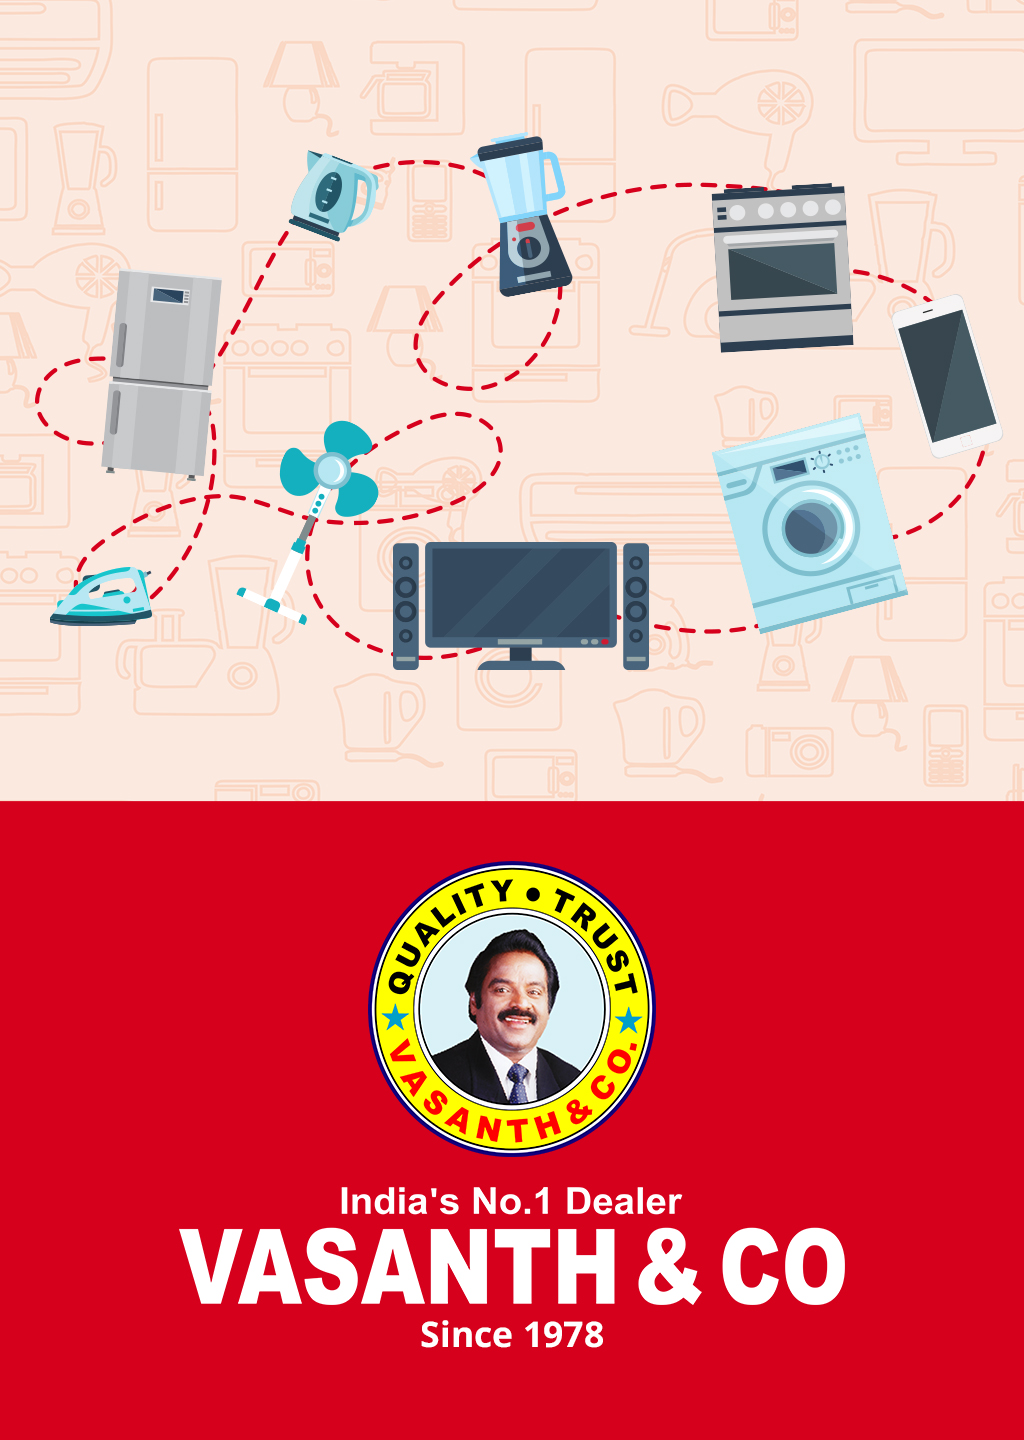 QUALITY • TRUST
VASANTH & CO.
India's No.1 Dealer
VASANTH & CO
Since 1978